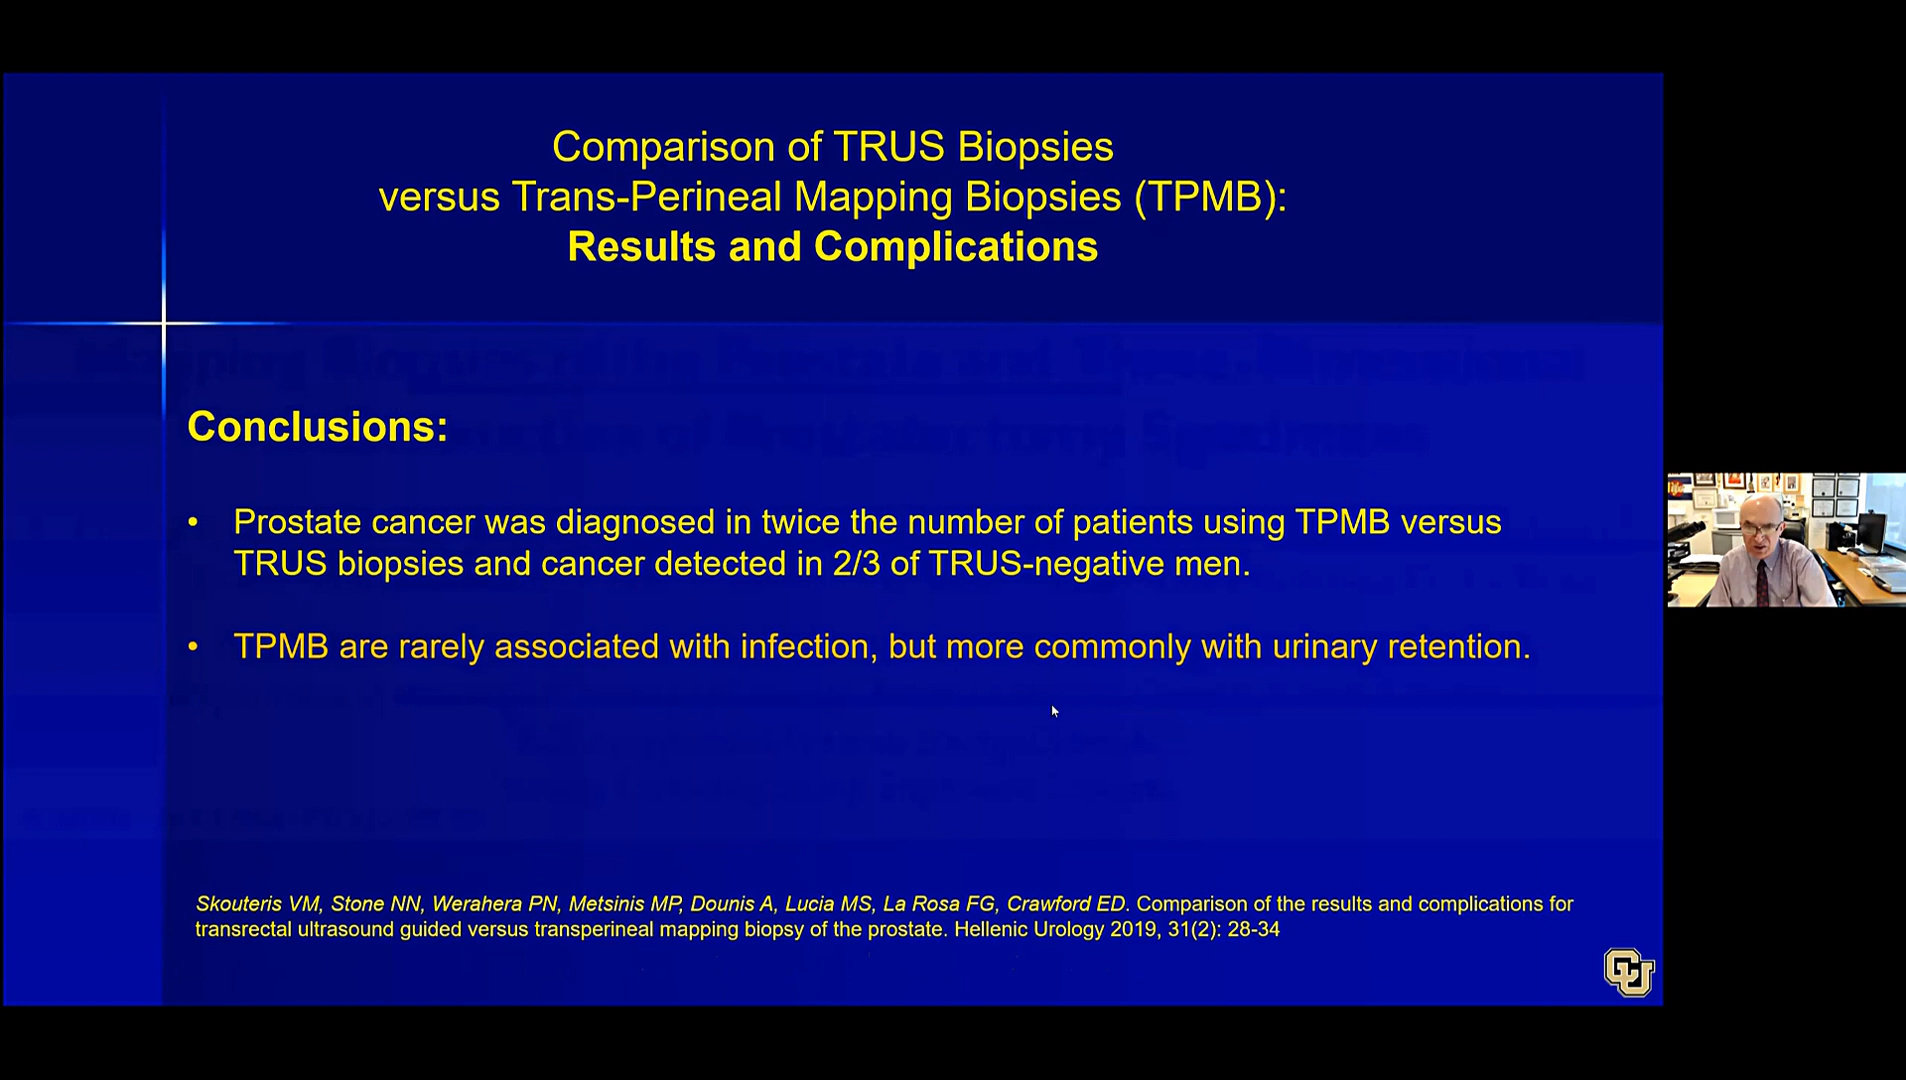 Comparison of TRUS Biopsies
versus Trans-Perineal Mapping Biopsies (TPMB):
Results and Complications
Conclusions:
• Prostate cancer was diagnosed in twice the number of patients using TPMB versus
TRUS biopsies and cancer detected in 2/3 of TRUS-negative men.
• TPMB are rarely associated with infection, but more commonly with urinary retention.
Skouteris VM, Stone NN, Werahera PN, Metsinis MP, Dounis A, Lucia MS, La Rosa FG, Crawford ED. Comparison of the results and complications for
transrectal ultrasound guided versus transperineal mapping biopsy of the prostate. Hellenic Urology 2019, 31(2): 28-34
CU